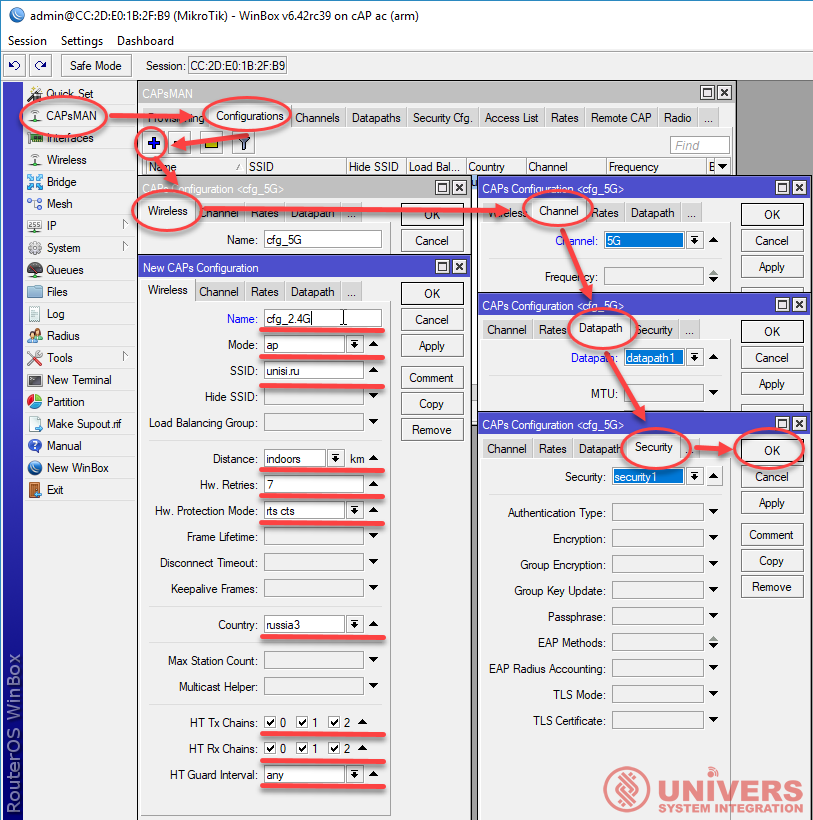 admin@CC:2D:E0:1B:2F:B9 (MikroTik) - WinBox v6.42rc39 on cAP ac (arm)
Session Settings Dashboard
Safe Mode Session: CC:2D:E0:1B:2F:B9
Quick Set
CAPsMAN
Interfaces
Wireless
Bridge
Mesh
IP
System
Queues
Files
Log
Radius
Tools
New Terminal
Partition
Make Supout.rif
Manual
New WinBox
Exit
RouterOS WinBox
CAPsMAN
Provisioning Configurations Channels Datapaths Security Cfg. Access List Rates Remote CAP Radio ...
Find
Name SSID Hide SSID Load Bal... Country Channel Frequency
CAPs Configuration <cfg_5G>
Wireless Channel Rates Datapath ...
Name: cfg_5G
OK
Cancel
New CAPs Configuration
Wireless Channel Rates Datapath ...
Name: cfg_2.4G
Mode: ap
SSID: unisi.ru
Hide SSID:
Load Balancing Group:
Distance: indoors km
Hw. Retries: 7
Hw. Protection Mode: rts cts
Frame Lifetime:
Disconnect Timeout:
Keepalive Frames:
Country: russia3
Max Station Count:
Multicast Helper:
HT Tx Chains: 0 1 2
HT Rx Chains: 0 1 2
HT Guard Interval: any
OK
Cancel
Apply
Comment
Copy
Remove
CAPs Configuration <cfg_5G>
Wireless Channel Rates Datapath ...
Channel: 5G
Frequency:
OK
Cancel
Apply
CAPs Configuration <cfg_5G>
Channel Rates Datapath Security ...
Datapath: datapath1
MTU:
OK
Cancel
Apply
CAPs Configuration <cfg_5G>
Channel Rates Datapath Security ...
Security: security1
Authentication Type:
Encryption:
Group Encryption:
Group Key Update:
Passphrase:
EAP Methods:
EAP Radius Accounting:
TLS Mode:
TLS Certificate:
OK
Cancel
Apply
Comment
Copy
Remove
UNIVERS
SYSTEM INTEGRATION